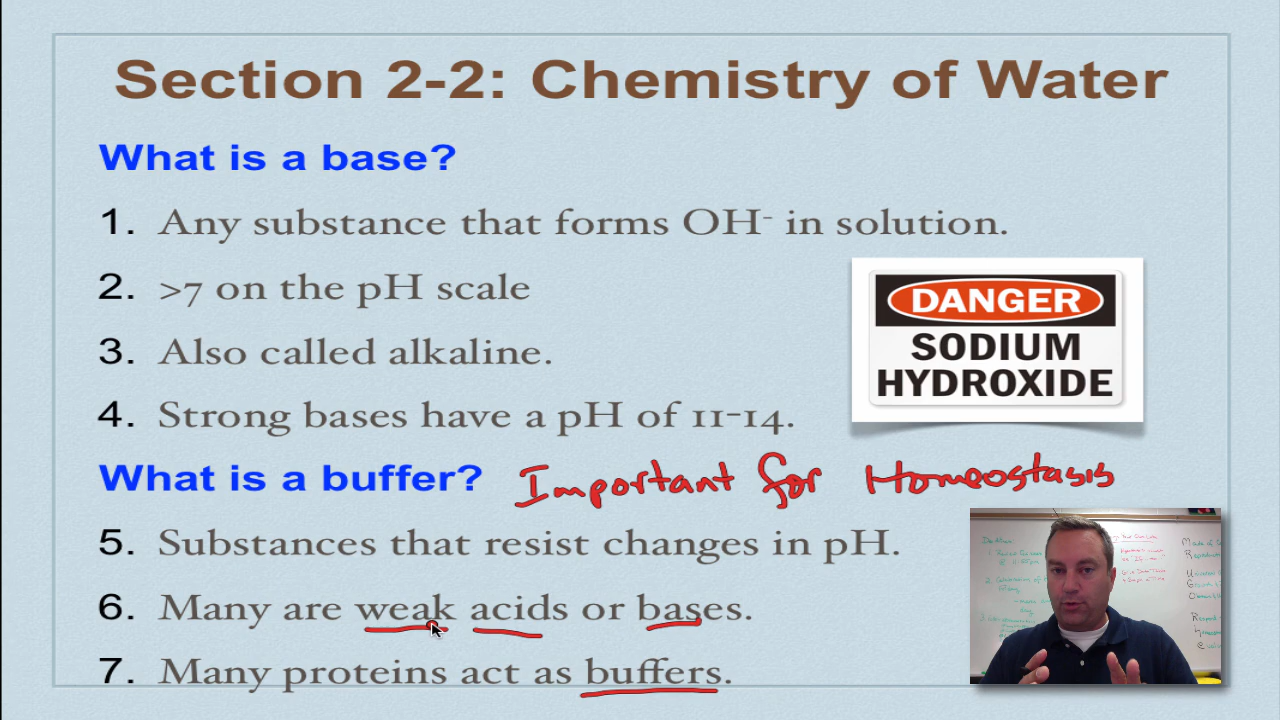 Section 2-2: Chemistry of Water
What is a base?
1. Any substance that forms OH⁻ in solution.
2. >7 on the pH scale
3. Also called alkaline.
4. Strong bases have a pH of 11-14.
DANGER
SODIUM
HYDROXIDE
What is a buffer? Important for Homeostasis
5. Substances that resist changes in pH.
6. Many are weak acids or bases.
7. Many proteins act as buffers.